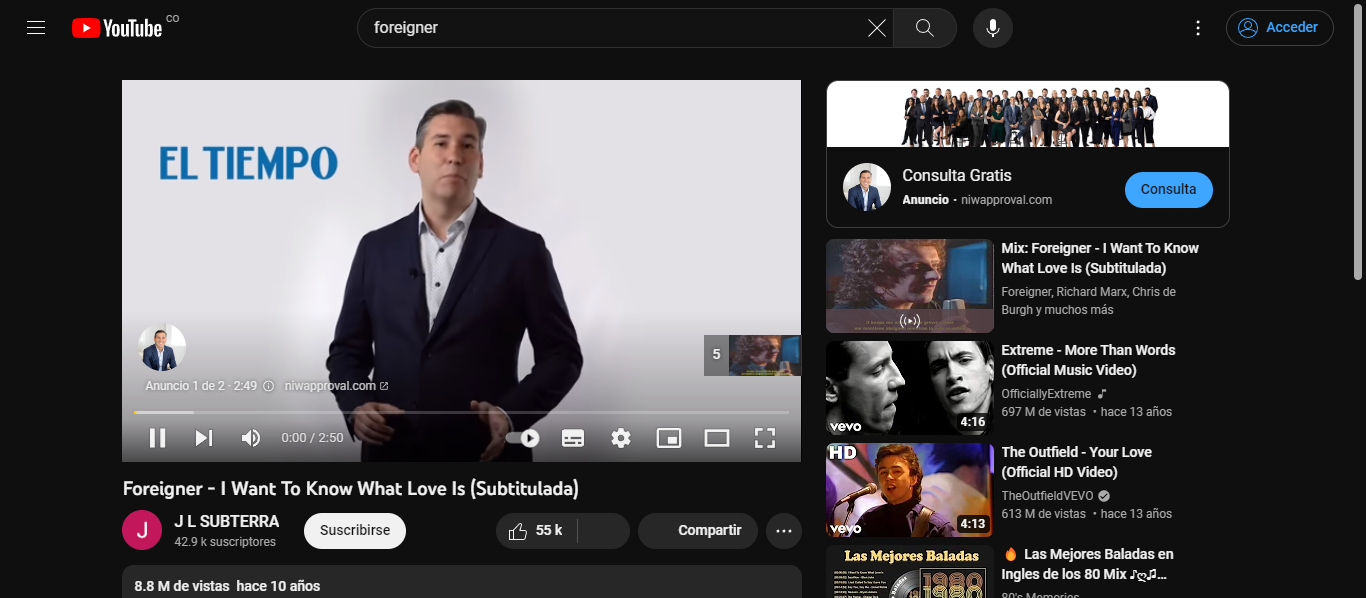 YouTube CO
foreigner
Acceder
EL TIEMPO
5
Anuncio 1 de 2 · 2:49
niwapproval.com
0:00 / 2:50
Foreigner - I Want To Know What Love Is (Subtitulada)
J
J L SUBTERRA
42.9 k suscriptores
Suscribirse
55 k
Compartir
8.8 M de vistas hace 10 años
Consulta Gratis
Anuncio · niwapproval.com
Consulta
Mix: Foreigner - I Want To Know
What Love Is (Subtitulada)
Foreigner, Richard Marx, Chris de
Burgh y muchos más
vevo
4:16
Extreme - More Than Words
(Official Music Video)
OfficiallyExtreme
697 M de vistas • hace 13 años
HD
vevo
4:13
The Outfield - Your Love
(Official HD Video)
TheOutfieldVEVO
613 M de vistas • hace 13 años
Las Mejores Baladas
1980
🔥 Las Mejores Baladas en
Ingles de los 80 Mix ♪ღ♫...
80's Memories